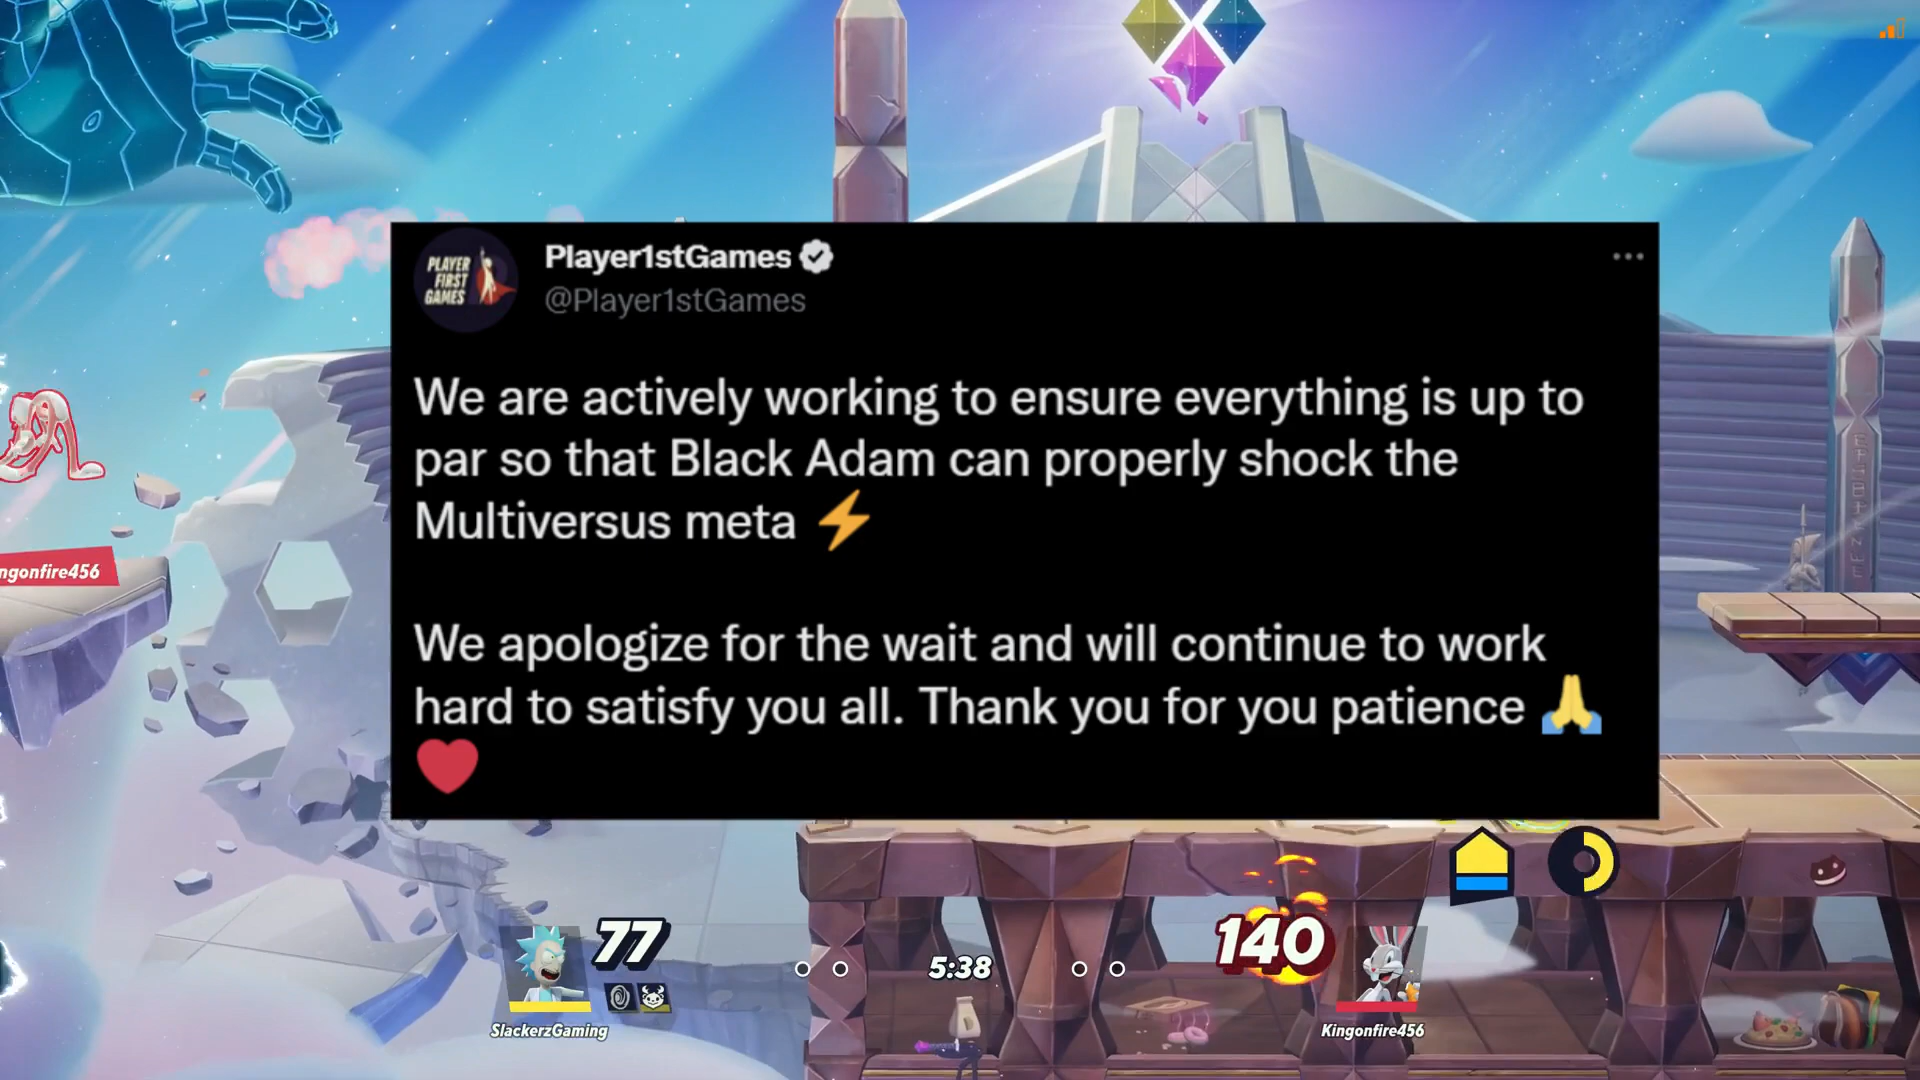 PLAYER
FIRST
GAMES
Player1stGames
@Player1stGames
We are actively working to ensure everything is up to
par so that Black Adam can properly shock the
Multiversus meta ⚡
We apologize for the wait and will continue to work
hard to satisfy you all. Thank you for you patience 🙏
❤️
ngonfire456
77
5:38
140
SlackerzGaming
Kingonfire456